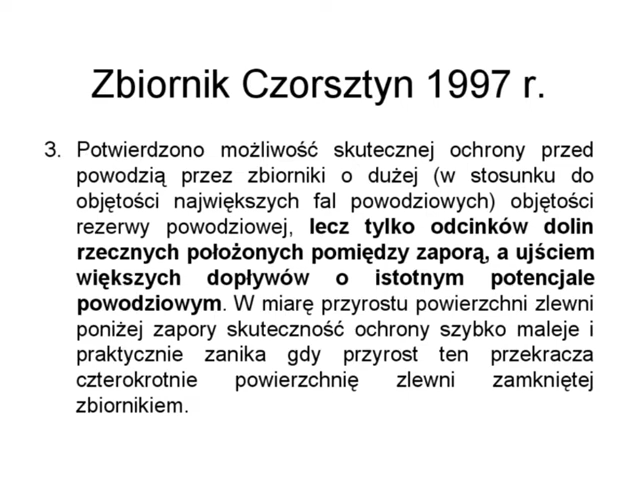 Zbiornik Czorsztyn 1997 r.
3. Potwierdzono możliwość skutecznej ochrony przed
powodzią przez zbiorniki o dużej (w stosunku do
objętości największych fal powodziowych) objętości
rezerwy powodziowej, lecz tylko odcinków dolin
rzecznych położonych pomiędzy zaporą, a ujściem
większych dopływów o istotnym potencjale
powodziowym. W miarę przyrostu powierzchni zlewni
poniżej zapory skuteczność ochrony szybko maleje i
praktycznie zanika gdy przyrost ten przekracza
czterokrotnie powierzchnię zlewni zamkniętej
zbiornikiem.